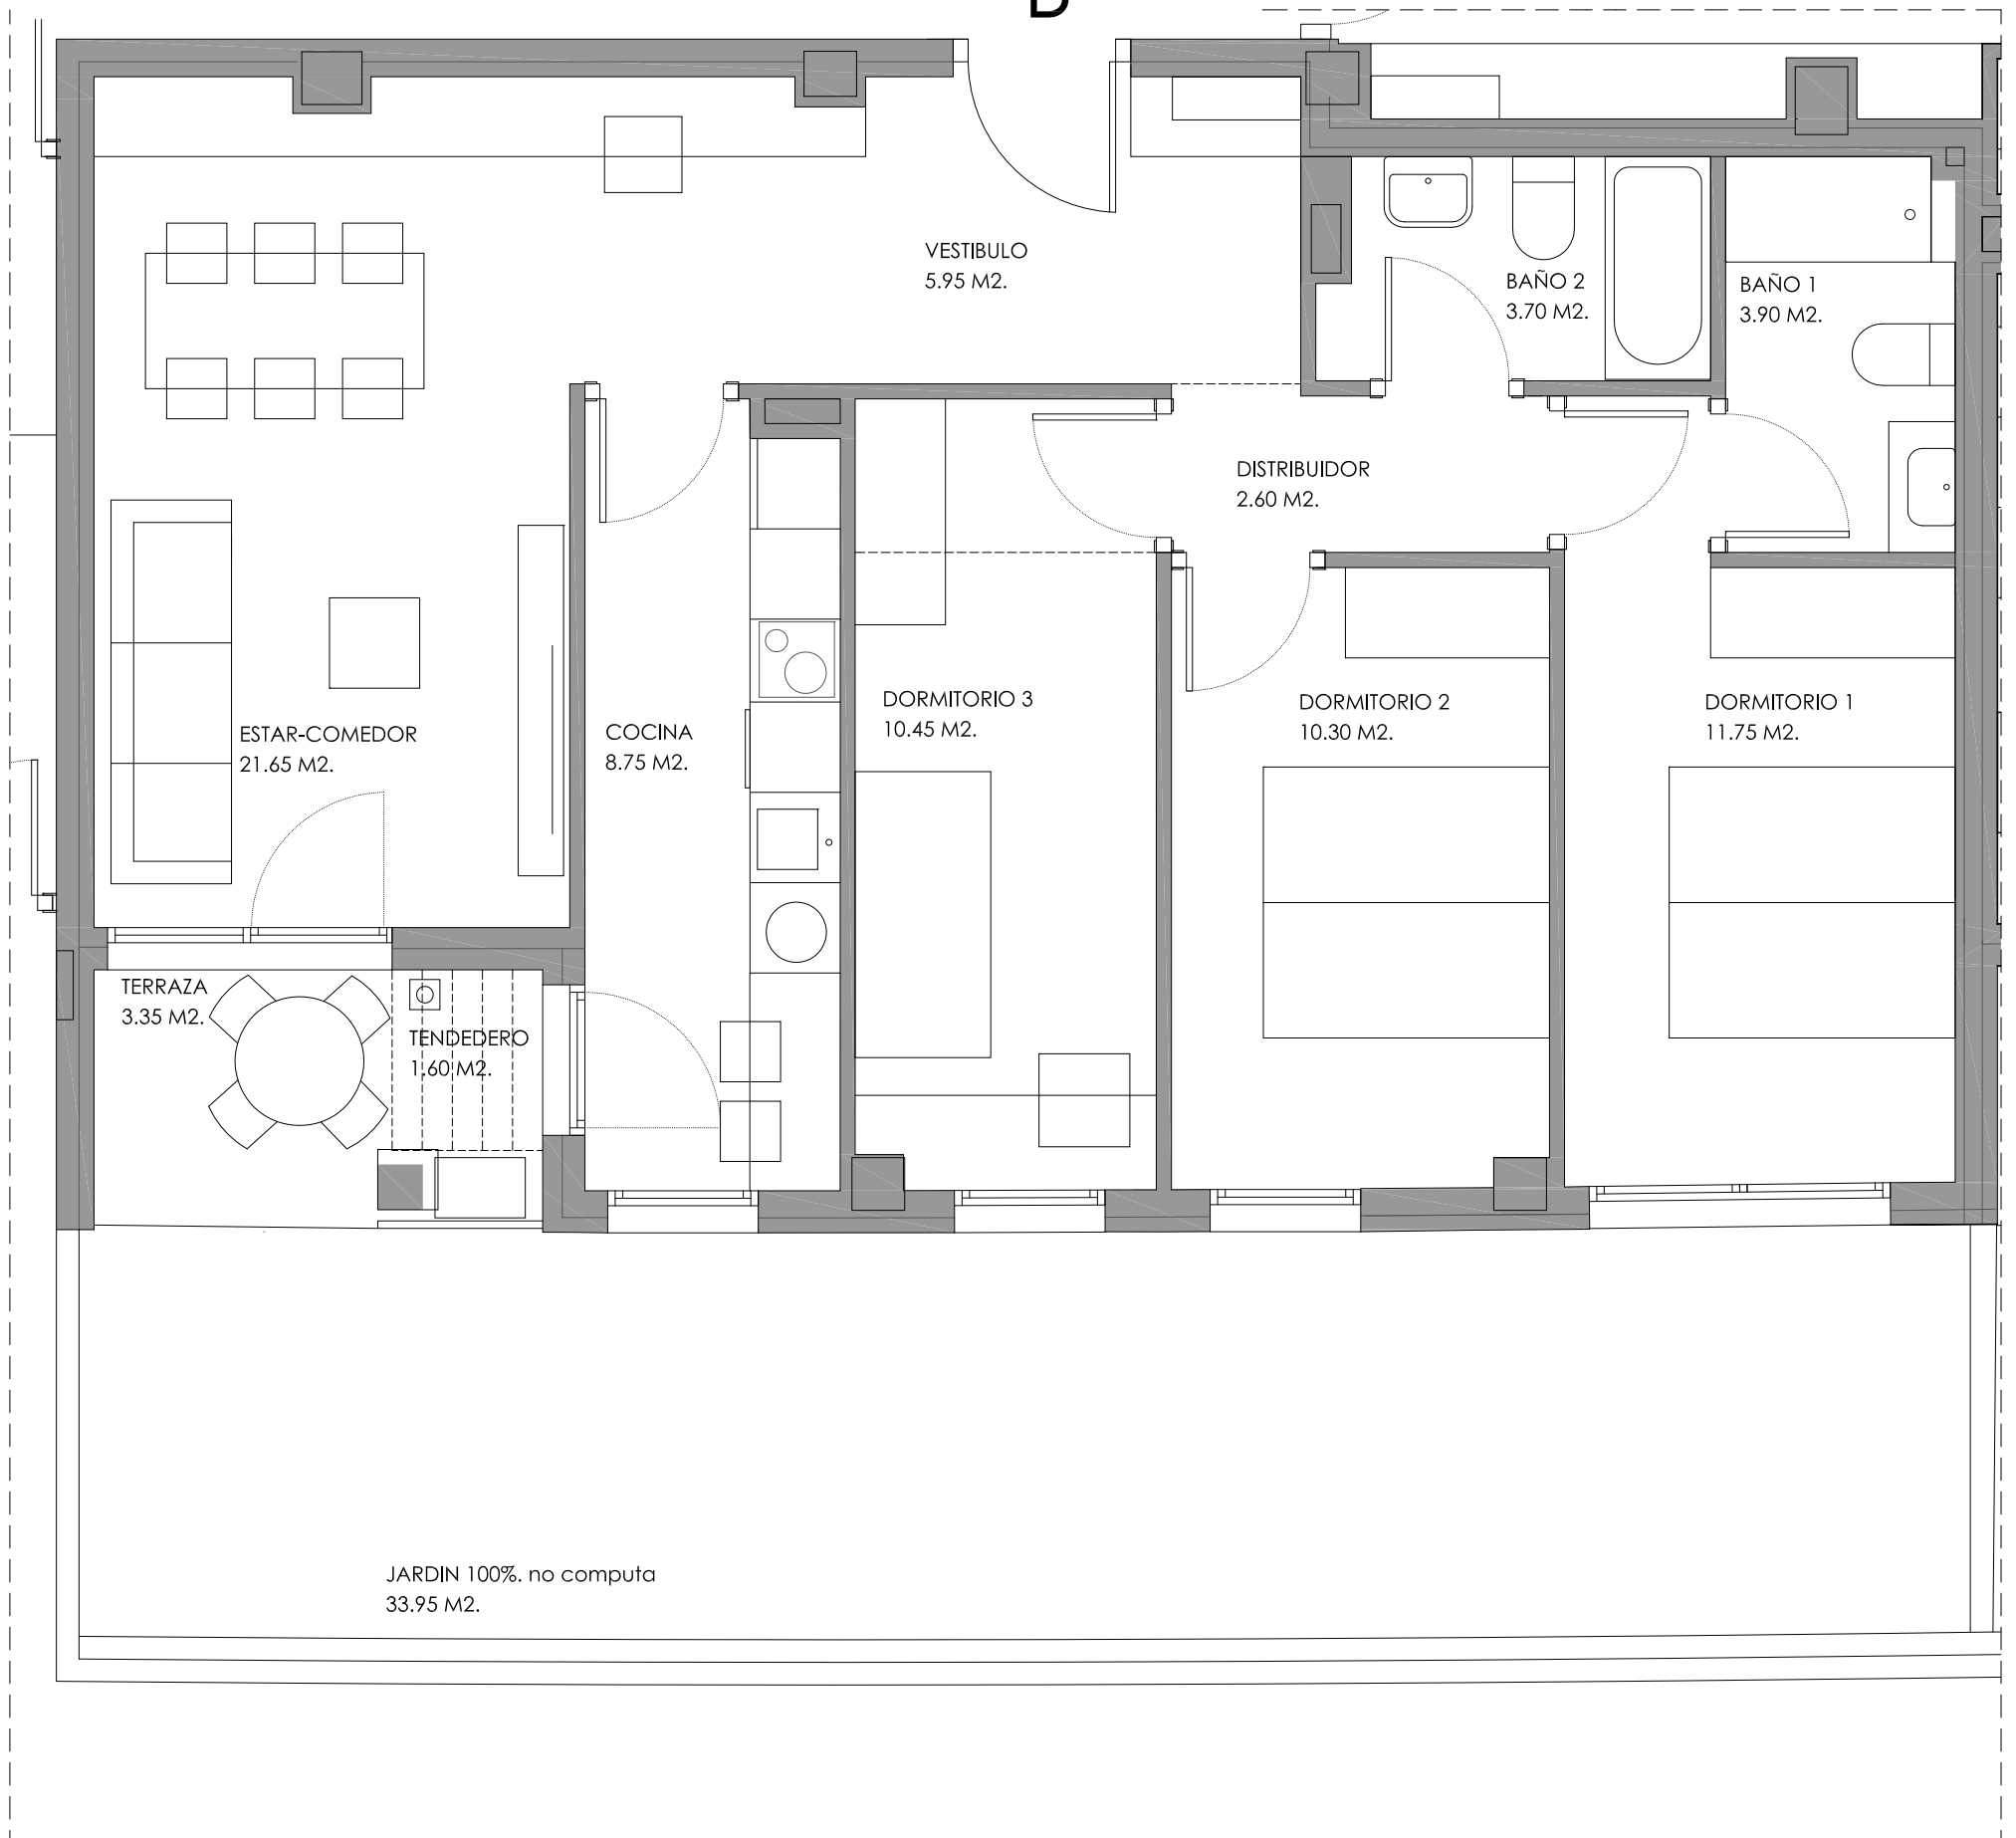 VESTIBULO
5.95 M2.
BAÑO 2
3.70 M2.
BAÑO 1
3.90 M2.
DISTRIBUIDOR
2.60 M2.
ESTAR-COMEDOR
21.65 M2.
COCINA
8.75 M2.
DORMITORIO 3
10.45 M2.
DORMITORIO 2
10.30 M2.
DORMITORIO 1
11.75 M2.
TERRAZA
3.35 M2.
TENDEDERO
1.60 M2.
JARDIN 100%. no computa
33.95 M2.